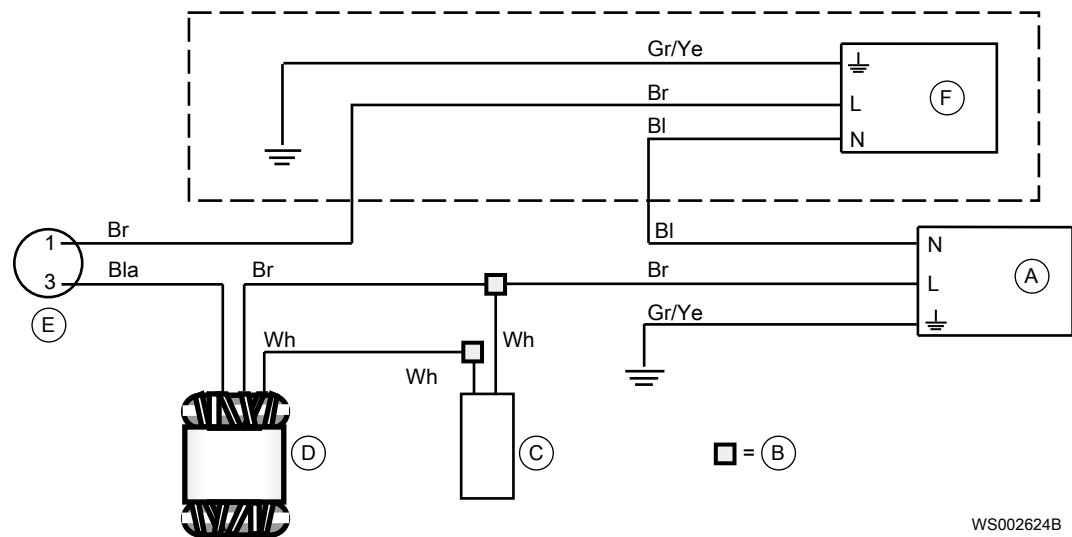 Gr/Ye
Br
L
Bl
N
F
1
Br
Bl
N
3
Bla
Br
Br
L
A
E
Gr/Ye
Wh
Wh
Wh
D
C
= B
WS002624B